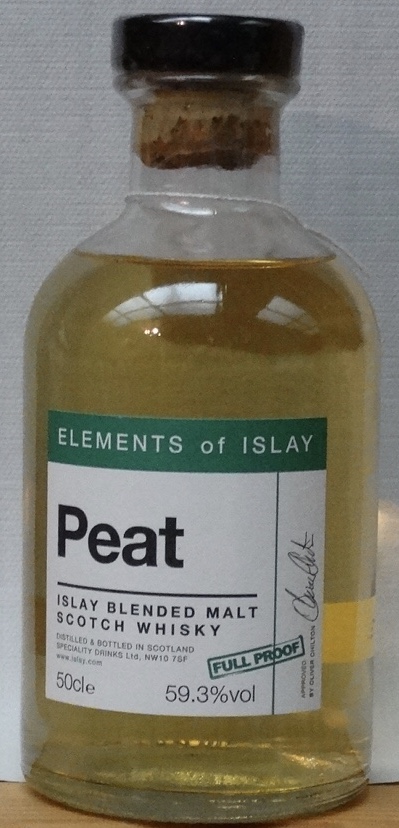 ELEMENTS of ISLAY
Peat
ISLAY BLENDED MALT
SCOTCH WHISKY
DISTILLED & BOTTLED IN SCOTLAND
SPECIALITY DRINKS Ltd, NW10 7SF
www.islay.com
FULL PROOF
50cle
59.3%vol
APPROVED
BY OLIVER CHILTON